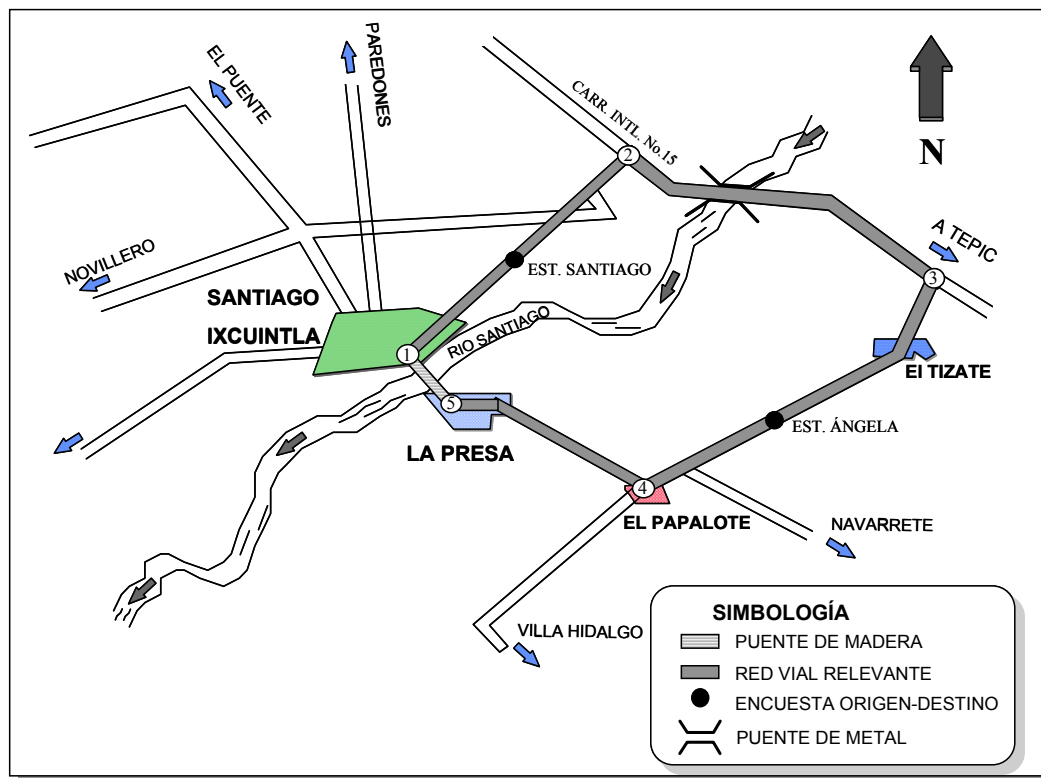 EL PUENTE
PAREDONES
CARR. INTL. No.15
2
N
NOVILLERO
EST. SANTIAGO
A TEPIC
3
SANTIAGO
IXCUINTLA
RIO SANTIAGO
1
El TIZATE
5
EST. ÁNGELA
LA PRESA
4
EL PAPALOTE
NAVARRETE
VILLA HIDALGO
SIMBOLOGÍA
PUENTE DE MADERA
RED VIAL RELEVANTE
ENCUESTA ORIGEN-DESTINO
PUENTE DE METAL